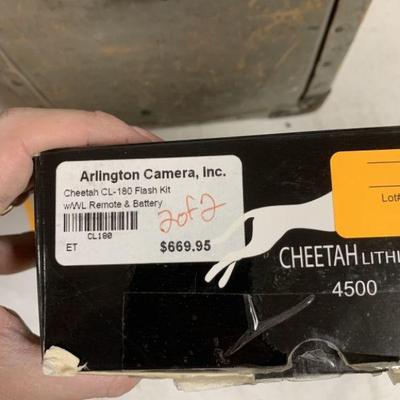 Arlington Camera, Inc.
Cheetah CL-180 Flash Kit
w/WL Remote & Battery
2 of 2
CL180
ET
$669.95
Lot#
CHEETAH LITHI
4500